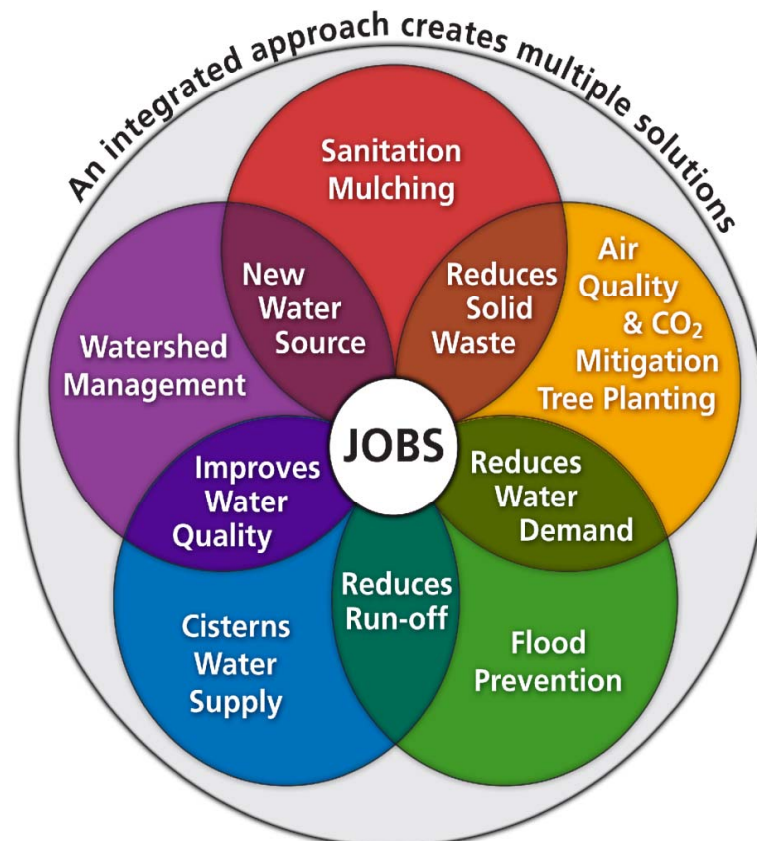 An integrated approach creates multiple solutions
Sanitation
Mulching
New
Water
Source
Reduces
Solid
Waste
Air
Quality
& CO₂
Mitigation
Tree Planting
Watershed
Management
JOBS
Improves
Water
Quality
Reduces
Water
Demand
Reduces
Run-off
Cisterns
Water
Supply
Flood
Prevention